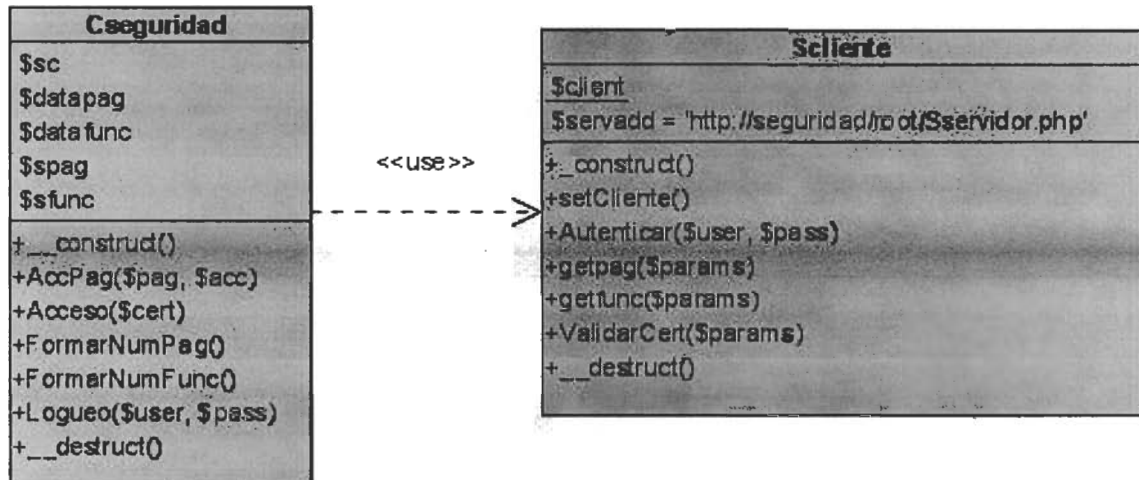 Cseguridad
$sc
$datapag
$datafunc
$spag
$sfunc
+__construct()
+AccPag($pag, $acc)
+Acceso($cert)
+FormarNumPag()
+FormarNumFunc()
+Logueo($user, $pass)
+__destruct()
<<use>>
Scliente
$client
$servadd = 'http://seguridad/root/Sservidor.php'
+_construct()
+setCliente()
+Autenticar($user, $pass)
+getpag($params)
+getfunc($params)
+ValidarCert($params)
+__destruct()